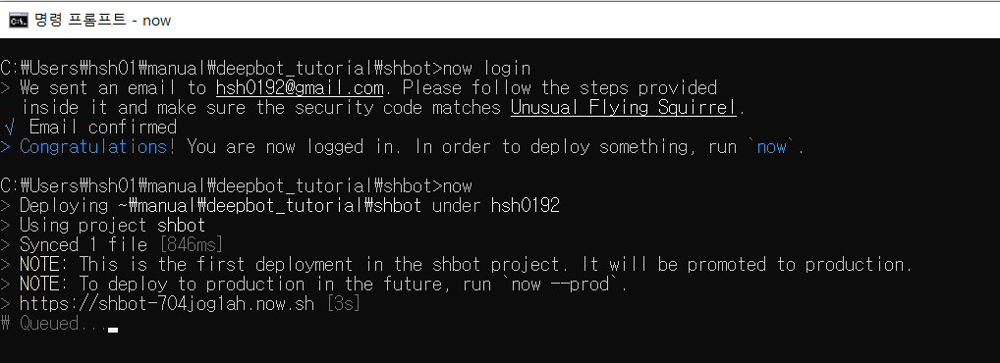 명령 프롬프트 - now
C:₩Users₩hsh01₩manual₩deepbot_tutorial₩shbot>now login
> We sent an email to hsh0192@gmail.com. Please follow the steps provided
inside it and make sure the security code matches Unusual Flying Squirrel.
√ Email confirmed
> Congratulations! You are now logged in. In order to deploy something, run `now`.
C:₩Users₩hsh01₩manual₩deepbot_tutorial₩shbot>now
> Deploying ~₩manual₩deepbot_tutorial₩shbot under hsh0192
> Using project shbot
> Synced 1 file [846ms]
> NOTE: This is the first deployment in the shbot project. It will be promoted to production.
> NOTE: To deploy to production in the future, run `now --prod`.
> https://shbot-704jog1ah.now.sh [3s]
₩ Queued...